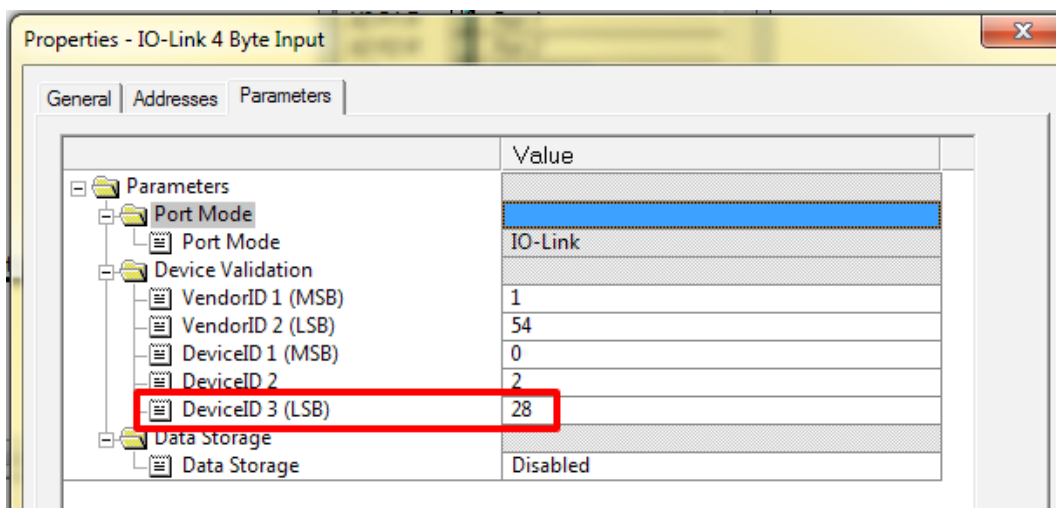 Properties - IO-Link 4 Byte Input
General Addresses Parameters
Value
Parameters
Port Mode
Port Mode IO-Link
Device Validation
VendorID 1 (MSB) 1
VendorID 2 (LSB) 54
DeviceID 1 (MSB) 0
DeviceID 2 2
DeviceID 3 (LSB) 28
Data Storage
Data Storage Disabled